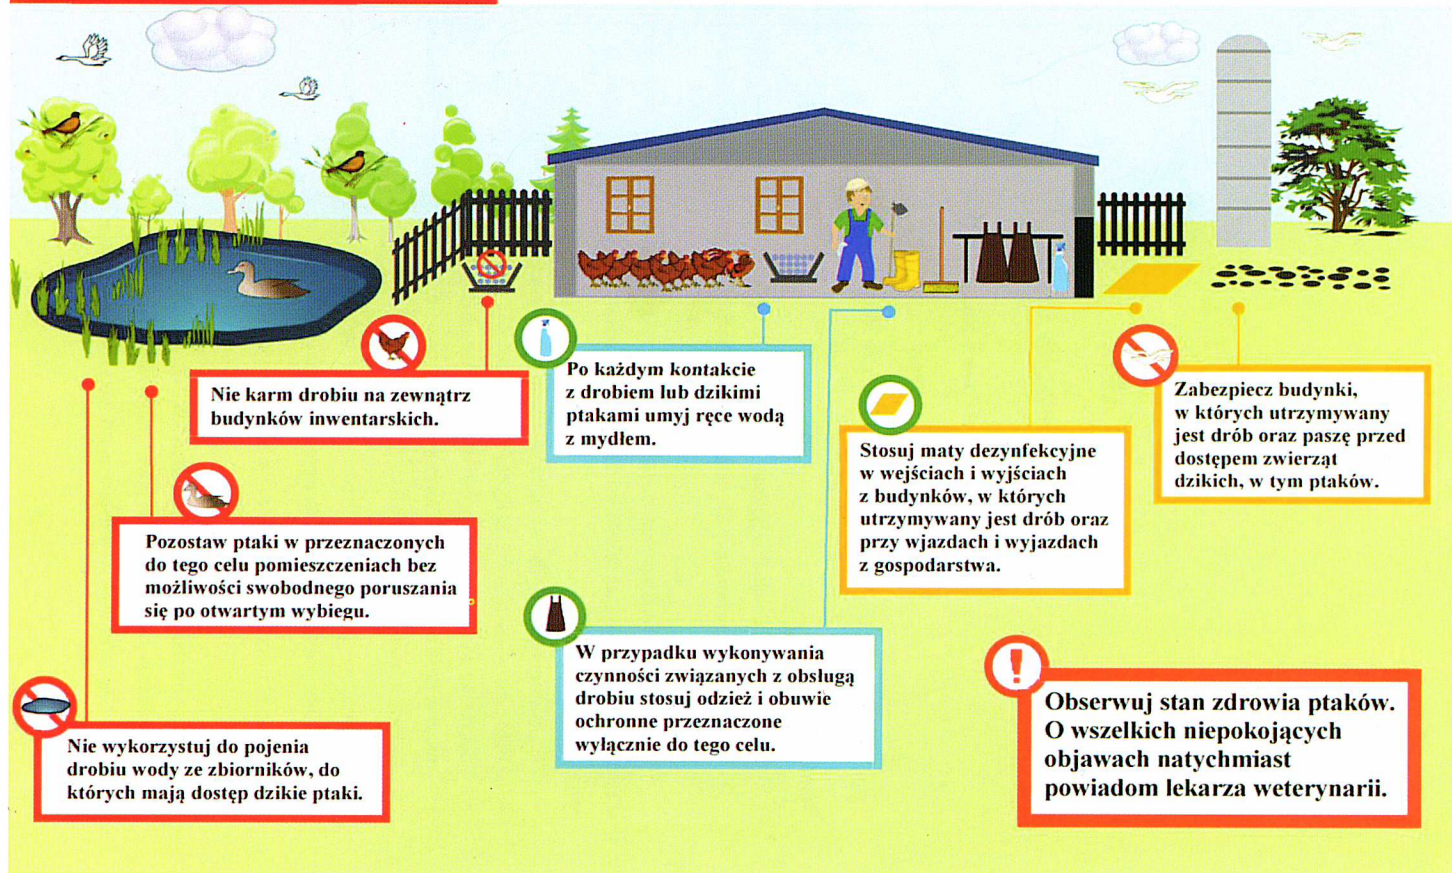 Nie karm drobiu na zewnątrz
budynków inwentarskich.
Po każdym kontakcie
z drobiem lub dzikimi
ptakami umyj ręce wodą
z mydłem.
Stosuj maty dezynfekcyjne
w wejściach i wyjściach
z budynków, w których
utrzymywany jest drób oraz
przy wjazdach i wyjazdach
z gospodarstwa.
Zabezpiecz budynki,
w których utrzymywany
jest drób oraz paszę przed
dostępem zwierząt
dzikich, w tym ptaków.
Pozostaw ptaki w przeznaczonych
do tego celu pomieszczeniach bez
możliwości swobodnego poruszania
się po otwartym wybiegu.
W przypadku wykonywania
czynności związanych z obsługą
drobiu stosuj odzież i obuwie
ochronne przeznaczone
wyłącznie do tego celu.
Nie wykorzystuj do pojenia
drobiu wody ze zbiorników, do
których mają dostęp dzikie ptaki.
!
Obserwuj stan zdrowia ptaków.
O wszelkich niepokojących
objawach natychmiast
powiadom lekarza weterynarii.